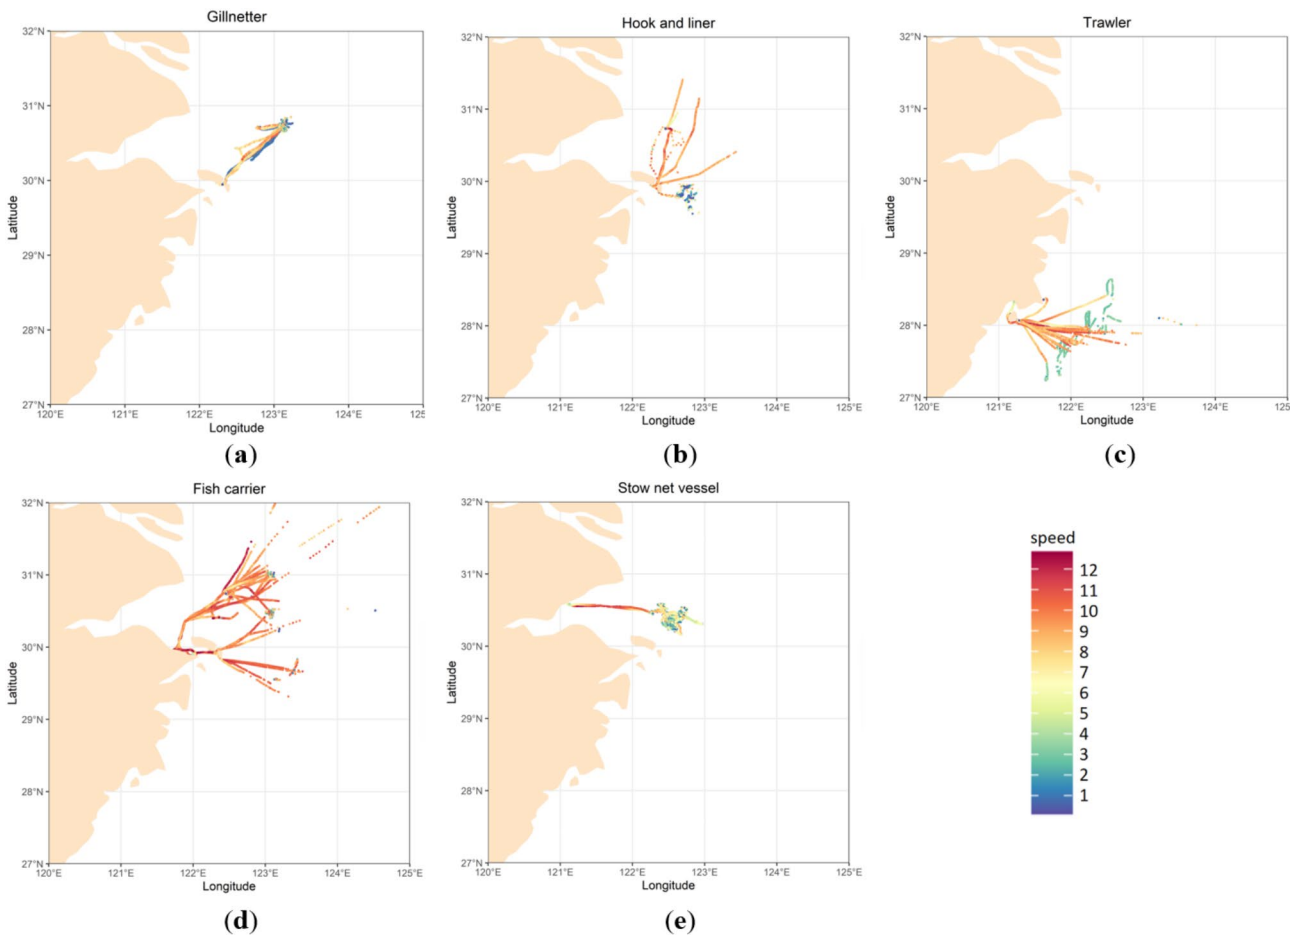 Gillnetter
32°N
31°N
30°N
29°N
28°N
27°N
Latitude
120°E 121°E 122°E 123°E 124°E 125
Longitude
(a)
Hook and liner
32°N
31°N
30°N
29°N
28°N
27°N
Latitude
120°E 121°E 122°E 123°E 124°E 125°E
Longitude
(b)
Trawler
32°N
31°N
30°N
29°N
28°N
27°N
Latitude
120°E 121°E 122°E 123°E 124°E 125
Longitude
(c)
Fish carrier
32°N
31°N
30°N
29°N
28°N
27°N
Latitude
120°E 121°E 122°E 123°E 124°E 125°E
Longitude
(d)
Stow net vessel
32°N
31°N
30°N
29°N
28°N
27°N
Latitude
120°E 121°E 122°E 123°E 124°E 125°E
Longitude
(e)
speed
12
11
10
9
8
7
6
5
4
3
2
1